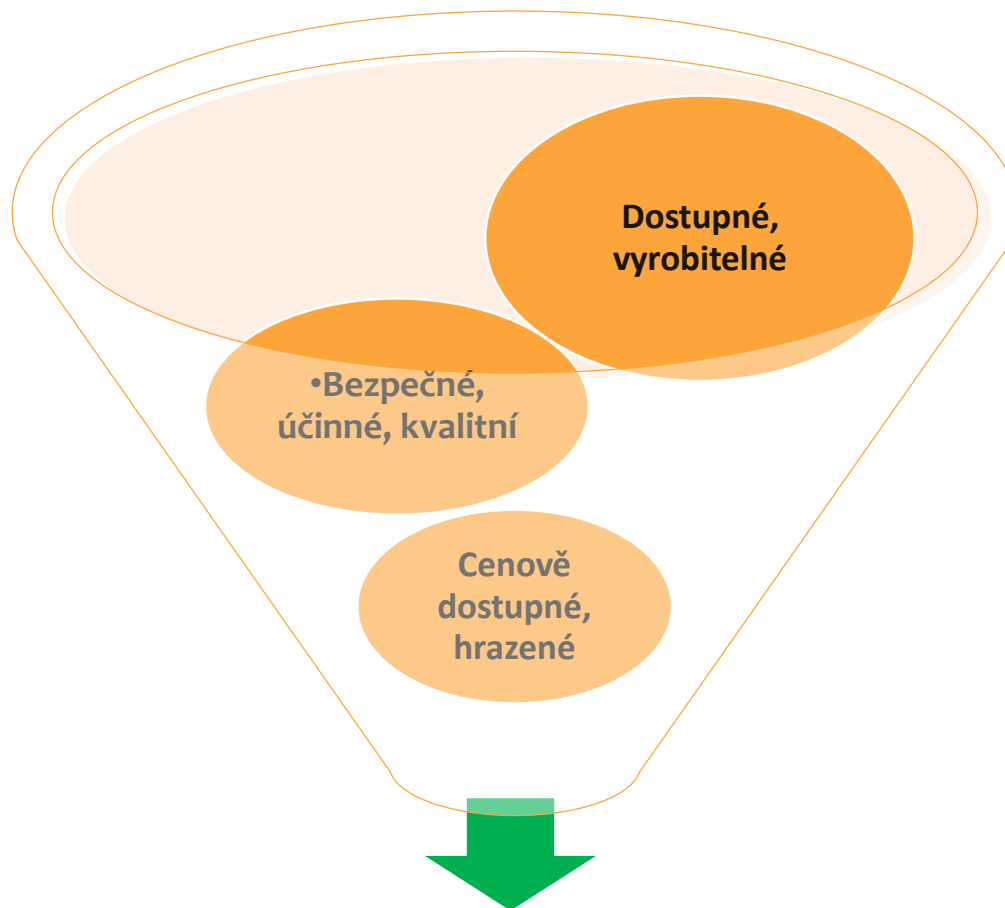 Dostupné,
vyrobitelné
•Bezpečné,
účinné, kvalitní
Cenově
dostupné,
hrazené